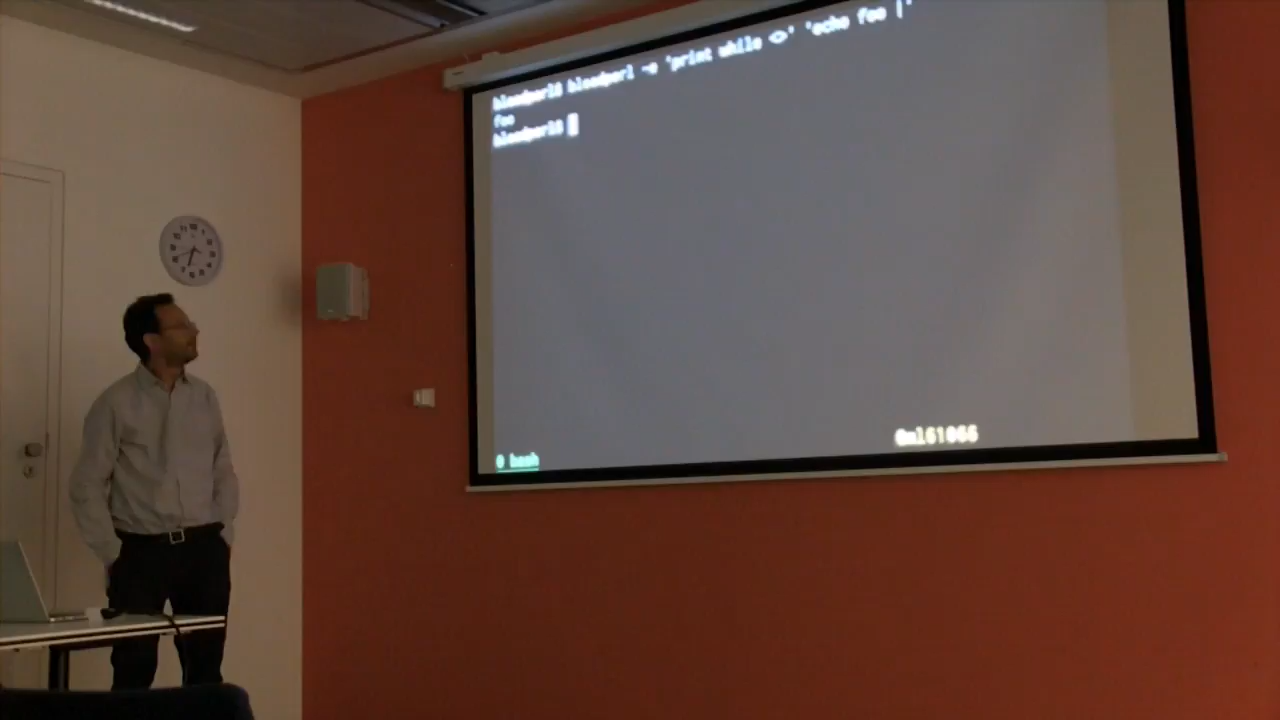 bleadperl$ bleadperl -e 'print while <>' 'echo foo |'
foo
bleadperl$
0 bash